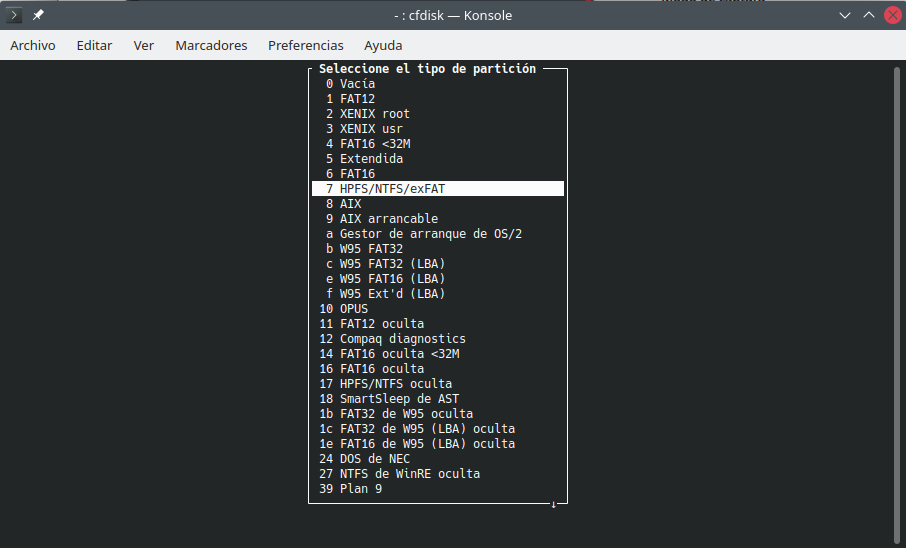 - : cfdisk — Konsole
Archivo Editar Ver Marcadores Preferencias Ayuda
Seleccione el tipo de partición
0 Vacía
1 FAT12
2 XENIX root
3 XENIX usr
4 FAT16 <32M
5 Extendida
6 FAT16
7 HPFS/NTFS/exFAT
8 AIX
9 AIX arrancable
a Gestor de arranque de OS/2
b W95 FAT32
c W95 FAT32 (LBA)
e W95 FAT16 (LBA)
f W95 Ext'd (LBA)
10 OPUS
11 FAT12 oculta
12 Compaq diagnostics
14 FAT16 oculta <32M
16 FAT16 oculta
17 HPFS/NTFS oculta
18 SmartSleep de AST
1b FAT32 de W95 oculta
1c FAT32 de W95 (LBA) oculta
1e FAT16 de W95 (LBA) oculta
24 DOS de NEC
27 NTFS de WinRE oculta
39 Plan 9
↓